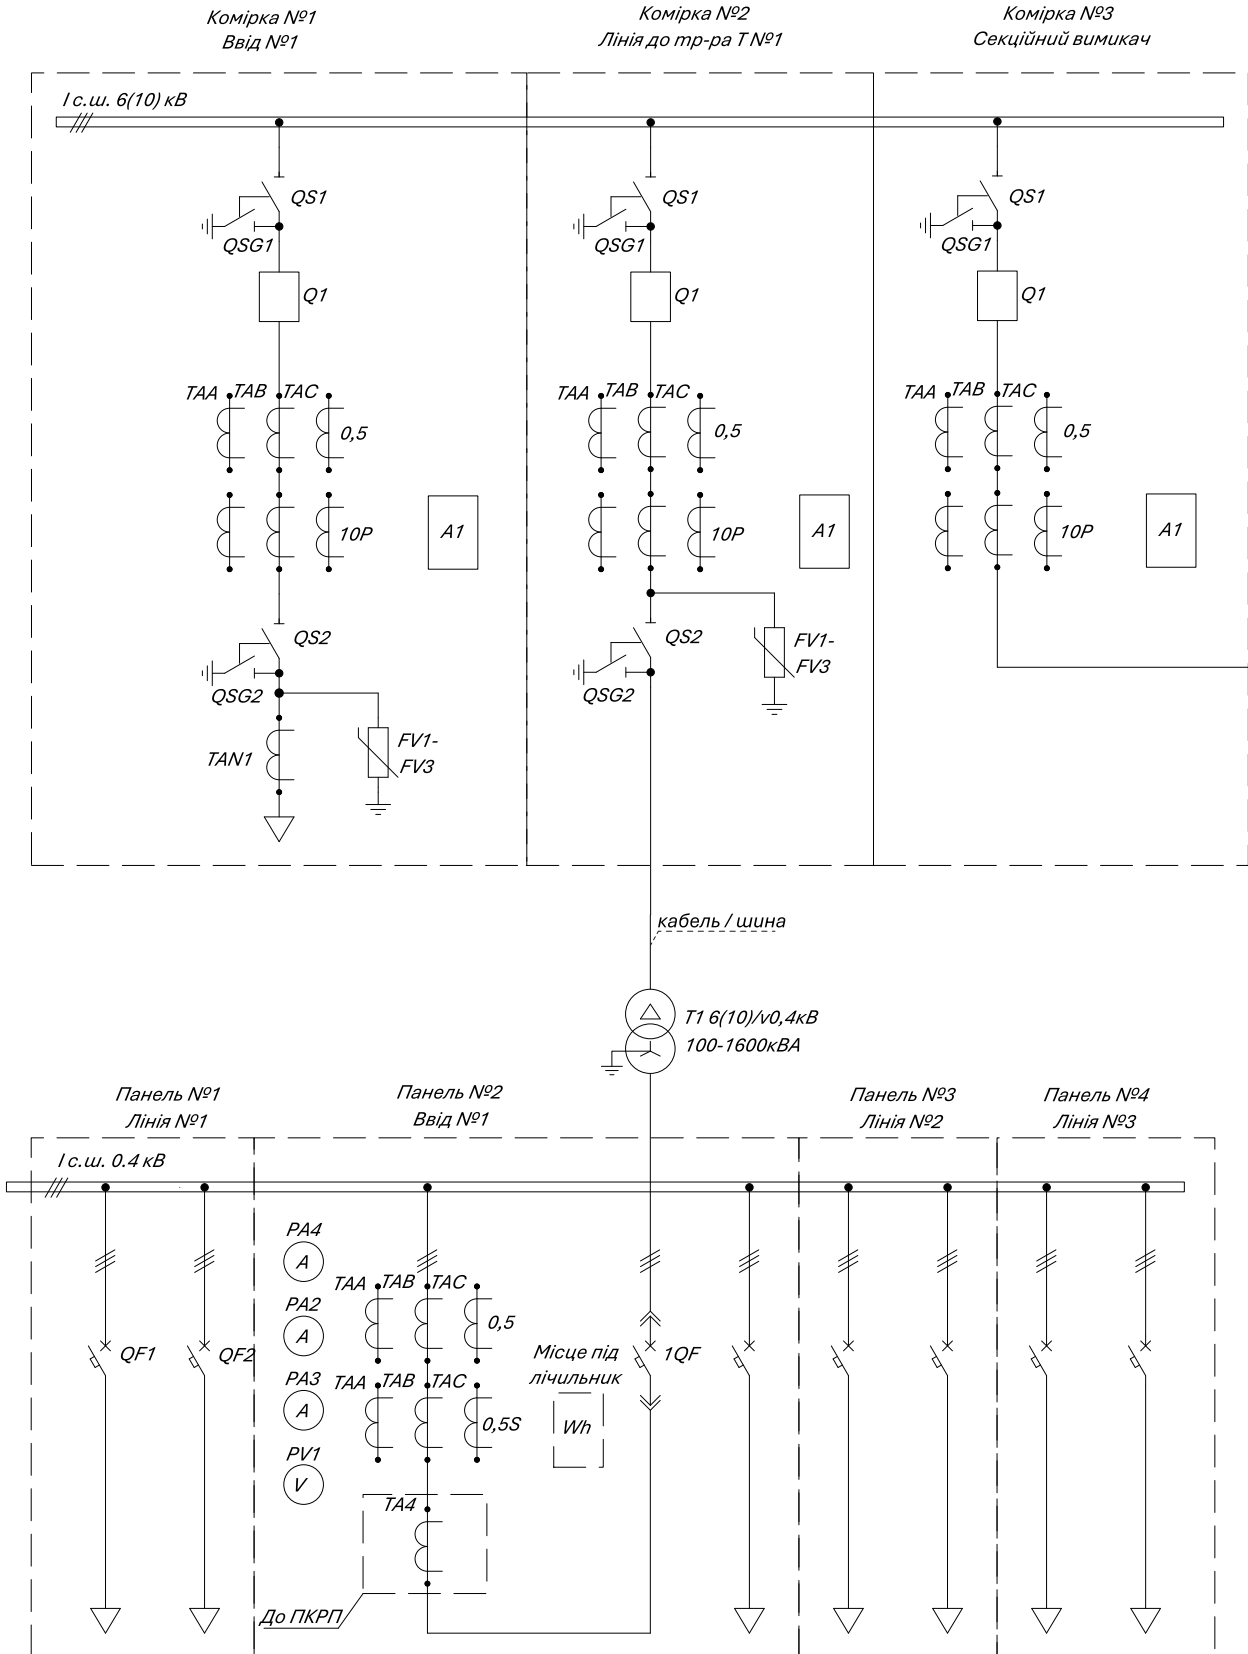 Комірка №1
Ввід №1
Комірка №2
Лінія до тр-ра Т №1
Комірка №3
Секційний вимикач
І с.ш. 6(10) кВ
QS1
QSG1
Q1
TAA TAB TAC
0,5
10P
A1
QS2
QSG2
TAN1
FV1-
FV3
QS1
QSG1
Q1
TAA TAB TAC
0,5
10P
A1
QS2
QSG2
FV1-
FV3
QS1
QSG1
Q1
TAA TAB TAC
0,5
10P
A1
кабель / шина
Т1 6(10)/v0,4кВ
100-1600кВА
Панель №1
Лінія №1
Панель №2
Ввід №1
Панель №3
Лінія №2
Панель №4
Лінія №3
І с.ш. 0.4 кВ
QF1
QF2
PA4
A
PA2
A
PA3
A
PV1
V
TAA TAB TAC
0,5
TAA TAB TAC
0,5S
TA4
До ПКРП
Місце під
лічильник
Wh
1QF